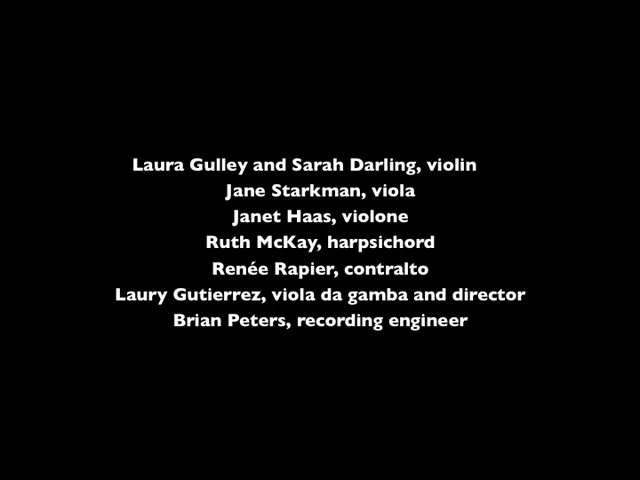 Laura Gulley and Sarah Darling, violin
Jane Starkman, viola
Janet Haas, violone
Ruth McKay, harpsichord
Renée Rapier, contralto
Laury Gutierrez, viola da gamba and director
Brian Peters, recording engineer